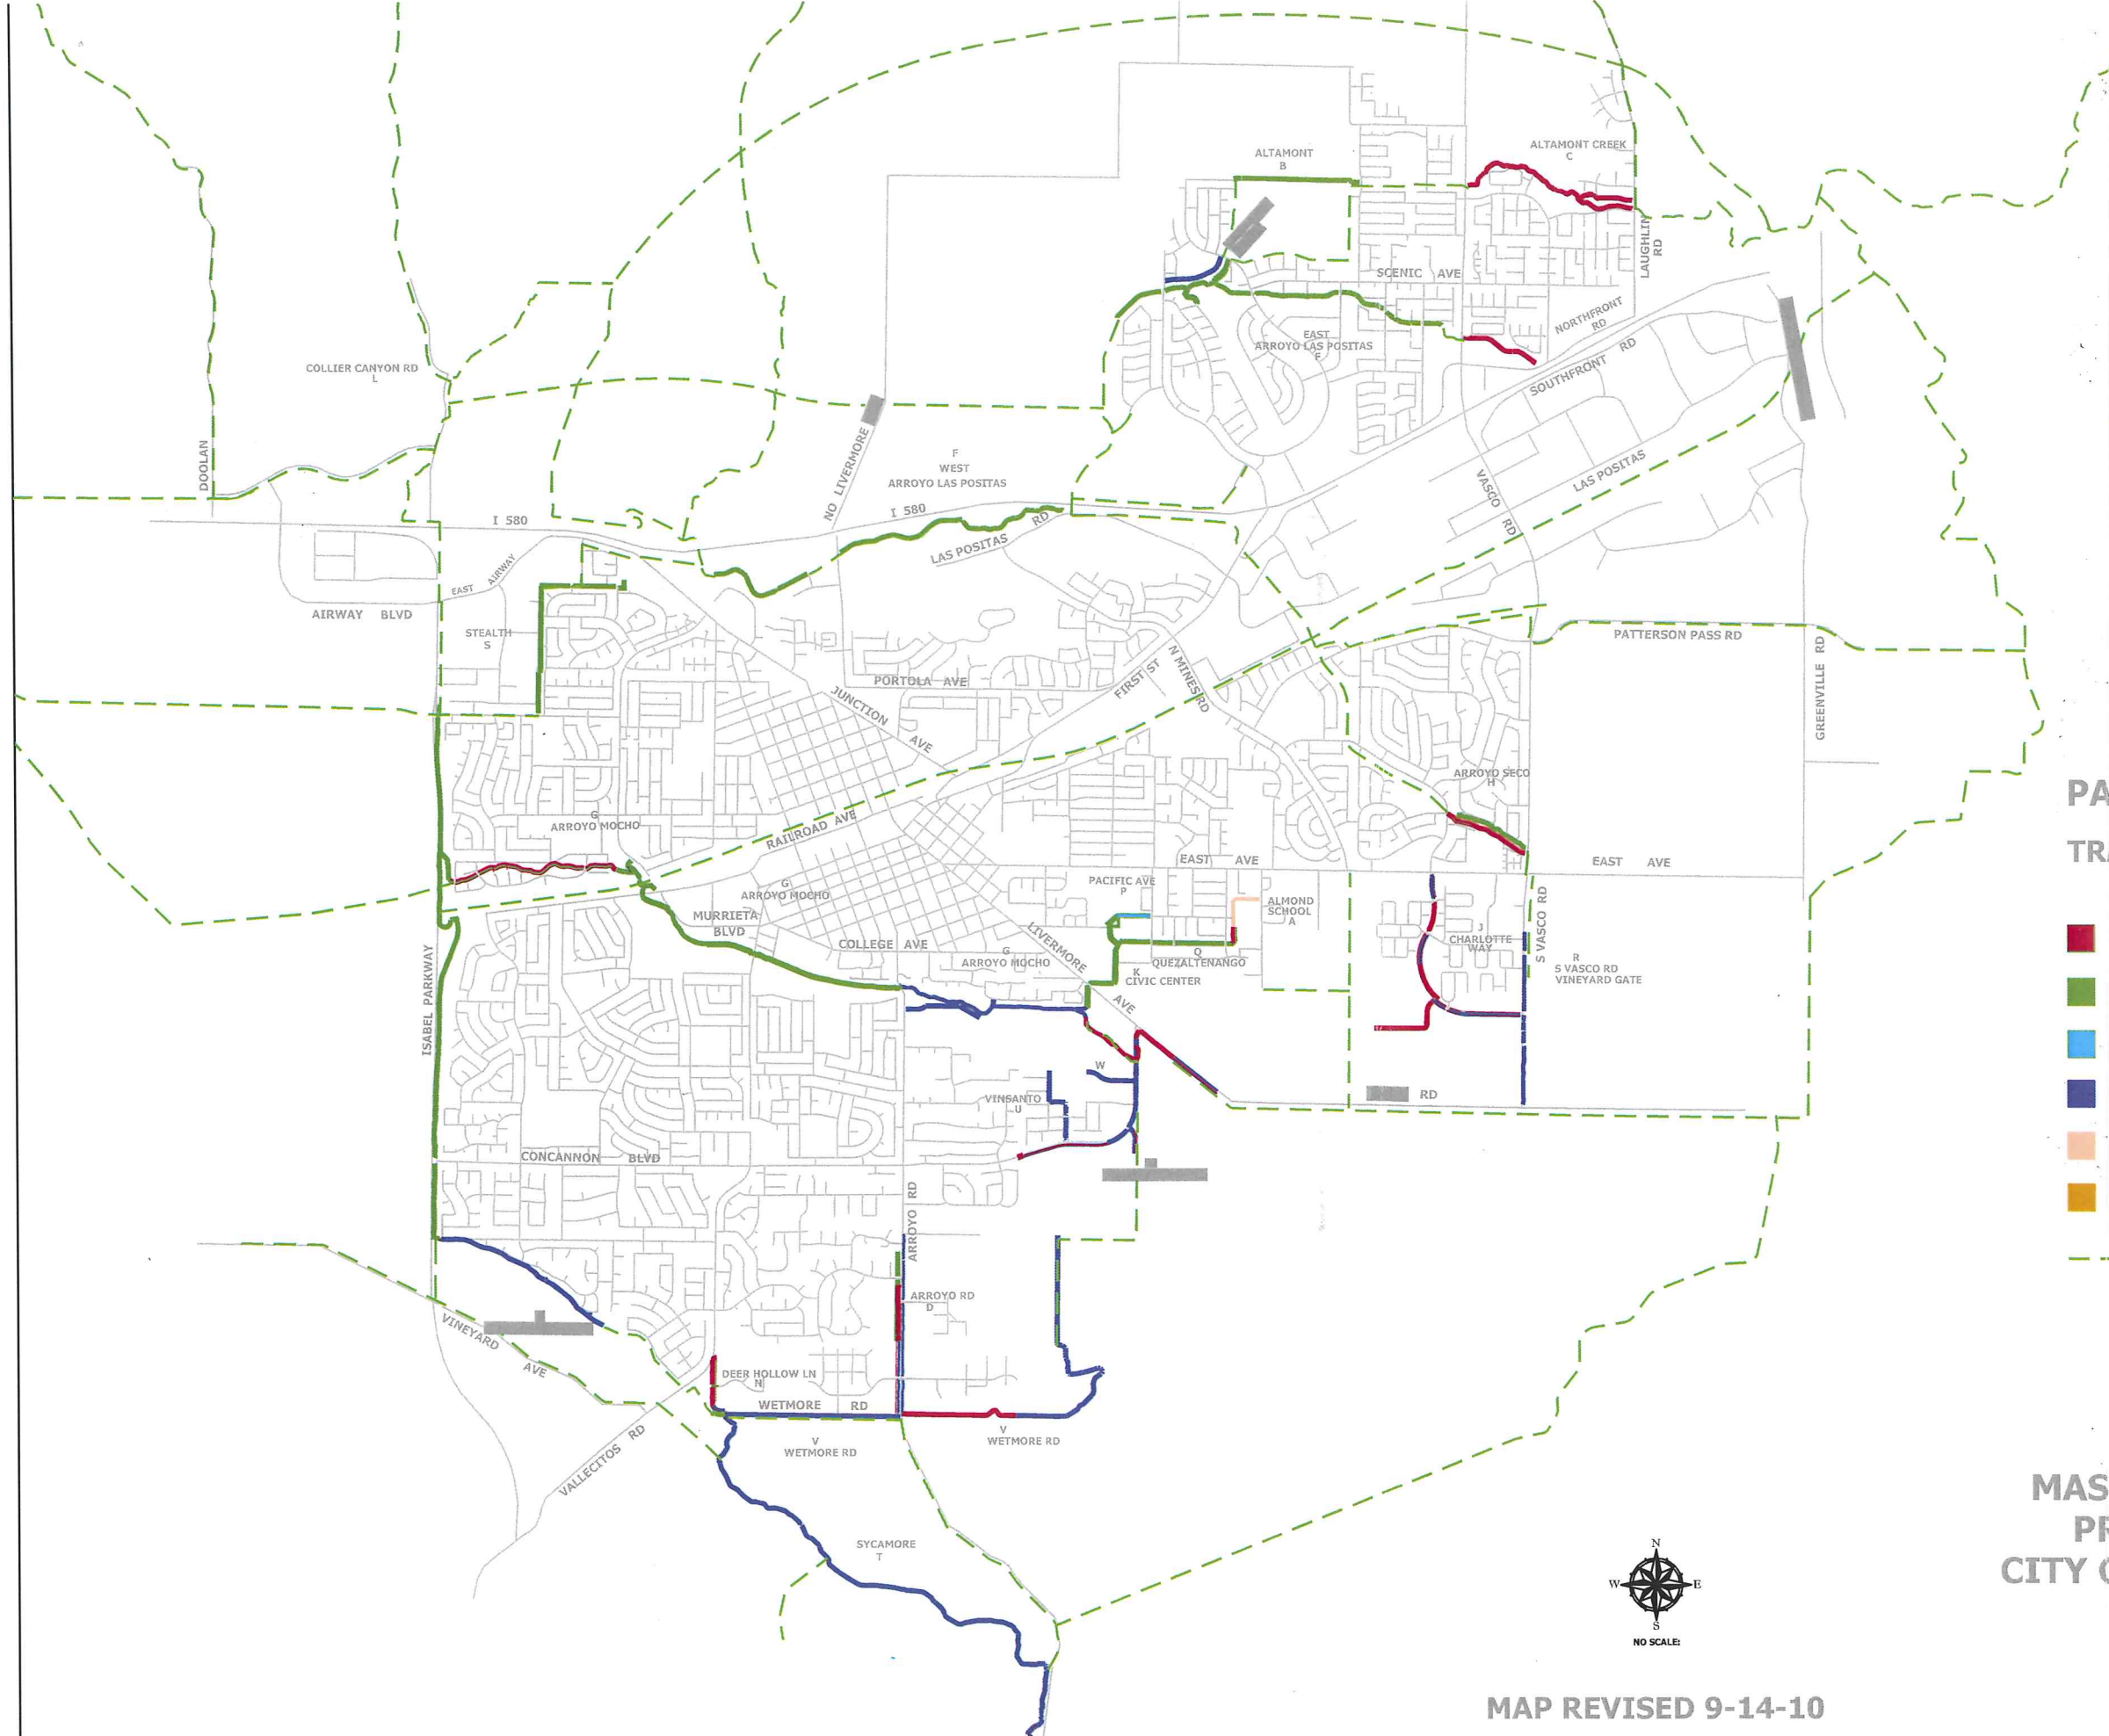 ALTAMONT
B
ALTAMONT CREEK
C
LAUGHLIN
RD
SCENIC AVE
NORTHFRONT
RD
EAST
ARROYO LAS POSITAS
F
SOUTHFRONT RD
COLLIER CANYON RD
L
DOOLAN
NO LIVERMORE
F
WEST
ARROYO LAS POSITAS
VASCO RD
LAS POSITAS
I 580
I 580
LAS POSITAS RD
EAST AIRWAY
AIRWAY BLVD
STEALTH
S
PATTERSON PASS RD
GREENVILLE RD
PORTOLA AVE
FIRST ST
N MINES RD
JUNCTION
AVE
ARROYO SECO
H
PA
G
ARROYO MOCHO
RAILROAD AVE
TRA
EAST AVE
EAST AVE
PACIFIC AVE
P
G
ARROYO MOCHO
ALMOND
SCHOOL
A
MURRIETA
BLVD
COLLEGE AVE
LIVERMORE
AVE
G
ARROYO MOCHO
Q
QUEZALTENANGO
K
CIVIC CENTER
J
CHARLOTTE
WAY
S VASCO RD
R
S VASCO RD
VINEYARD GATE
ISABEL PARKWAY
W
VINSANTO
U
RD
CONCANNON BLVD
ARROYO RD
ARROYO RD
D
VINEYARD
AVE
DEER HOLLOW LN
N
WETMORE RD
V
WETMORE RD
V
WETMORE RD
VALLECITOS RD
SYCAMORE
T
MAS
PR
CITY
N
W E
S
NO SCALE:
MAP REVISED 9-14-10